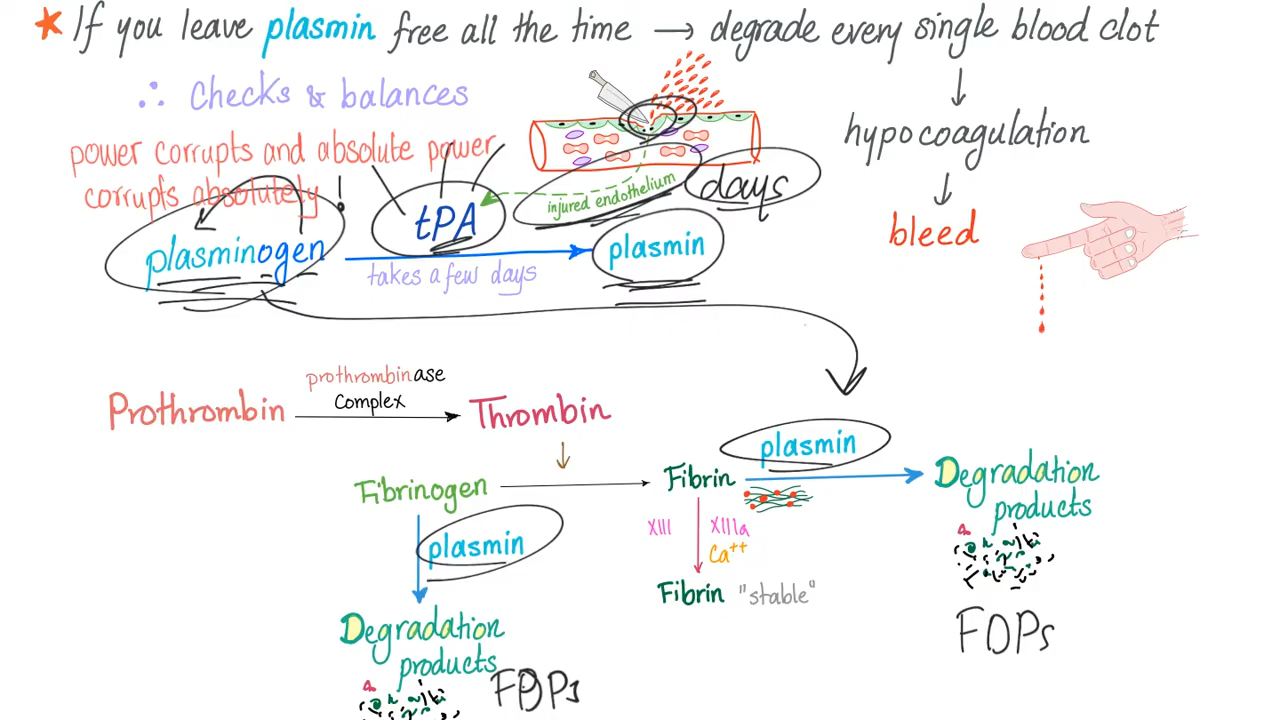 * If you leave plasmin free all the time → degrade every single blood clot
∴ Checks & balances
↓
hypocoagulation
power corrupts and absolute power
corrupts absolutely!
↓
bleed
injured endothelium
days
tPA
plasminogen
plasmin
takes a few days
prothrombinase
Complex
Prothrombin
Thrombin
plasmin
Fibrinogen
Fibrin
Degradation
products
XIII
XIIIa
Ca++
plasmin
Fibrin "stable"
FDPs
Degradation
products
FDPs